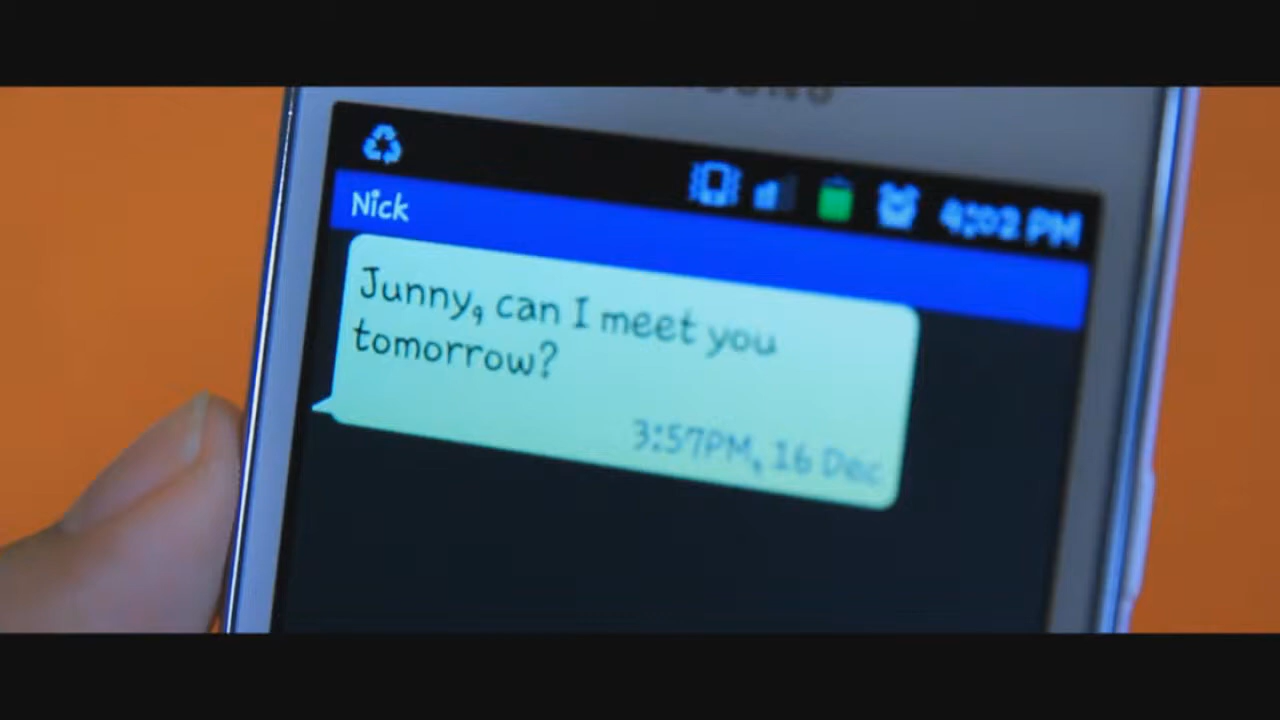 4:02 PM
Nick
Junny, can I meet you
tomorrow?
3:57PM, 16 Dec